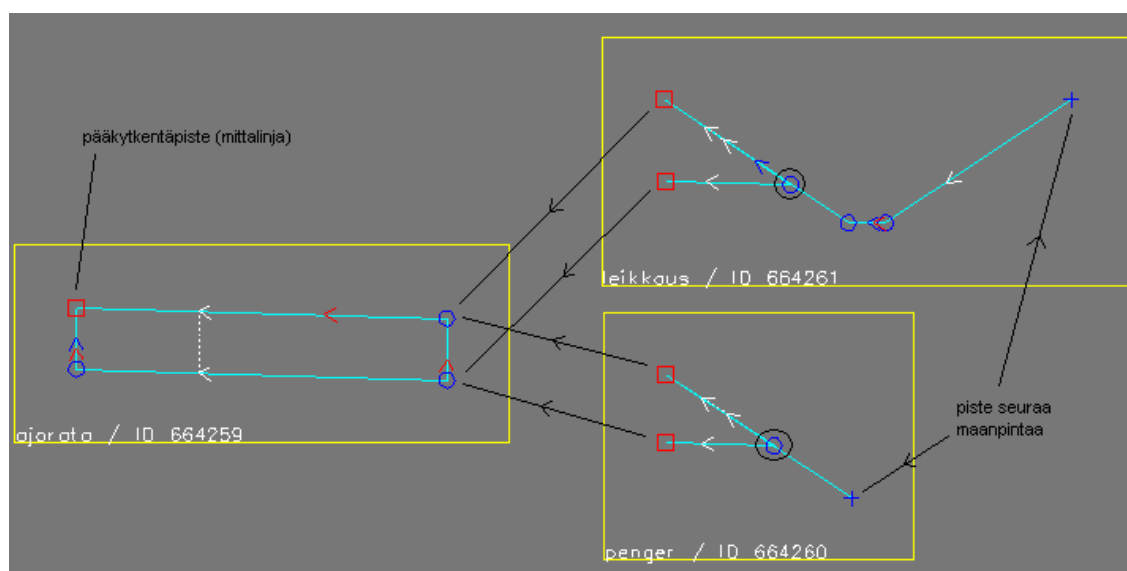 pääkytkentäpiste (mittalinja)
leikkaus / ID 664261
ajorata / ID 664259
piste seuraa
maanpintaa
penger / ID 664260